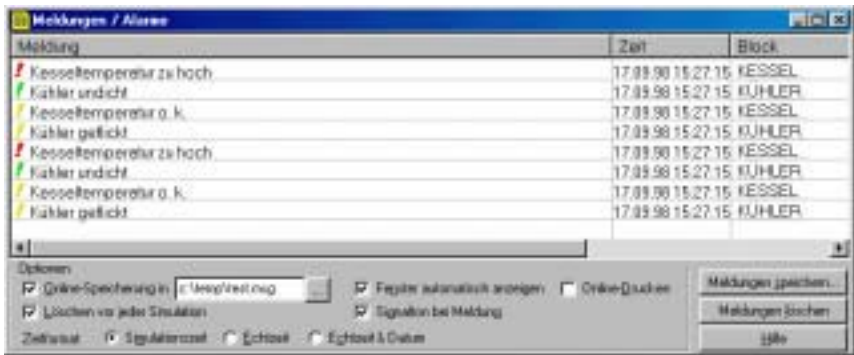 Meldungen / Alarme
Meldung Zeit Block
Kesseltemperatur zu hoch 17.09.98 15:27:15 KESSEL
Kühler undicht 17.09.98 15:27:15 KÜHLER
Kesseltemperatur o. k. 17.09.98 15:27:15 KESSEL
Kühler geflickt 17.09.98 15:27:15 KÜHLER
Kesseltemperatur zu hoch 17.09.98 15:27:15 KESSEL
Kühler undicht 17.09.98 15:27:15 KÜHLER
Kesseltemperatur o. k. 17.09.98 15:27:15 KESSEL
Kühler geflickt 17.09.98 15:27:15 KÜHLER
Optionen
Online-Speicherung in c:\temp\test.msg ... Fenster automatisch anzeigen Online-Drucken Meldungen speichern...
Löschen vor jeder Simulation Signalton bei Meldung Meldungen löschen
Zeitformat Simulationszeit Echtzeit Echtzeit & Datum Hilfe